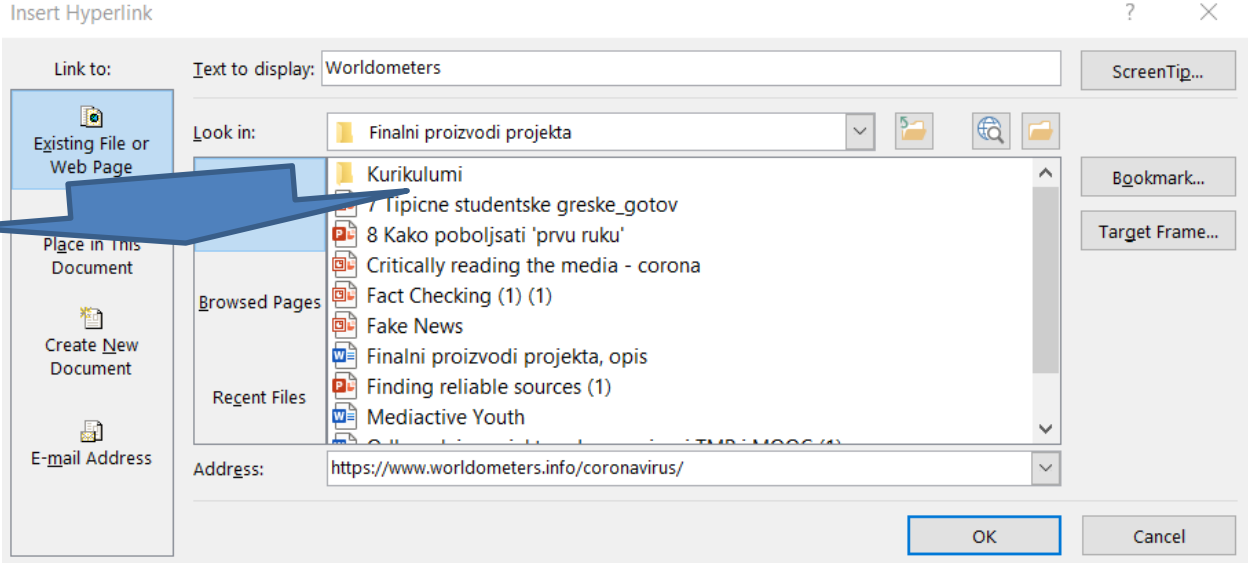 Insert Hyperlink ? ×
Link to:
Text to display: Worldometers
ScreenTip...
Existing File or
Web Page
Look in: Finalni proizvodi projekta
Kurikulumi
7 Tipicne studentske greske_gotov
8 Kako poboljsati 'prvu ruku'
Critically reading the media - corona
Fact Checking (1) (1)
Fake News
Finalni proizvodi projekta, opis
Finding reliable sources (1)
Mediactive Youth
Bookmark...
Target Frame...
Place in This
Document
Browsed Pages
Create New
Document
Recent Files
E-mail Address
Address: https://www.worldometers.info/coronavirus/
OK
Cancel